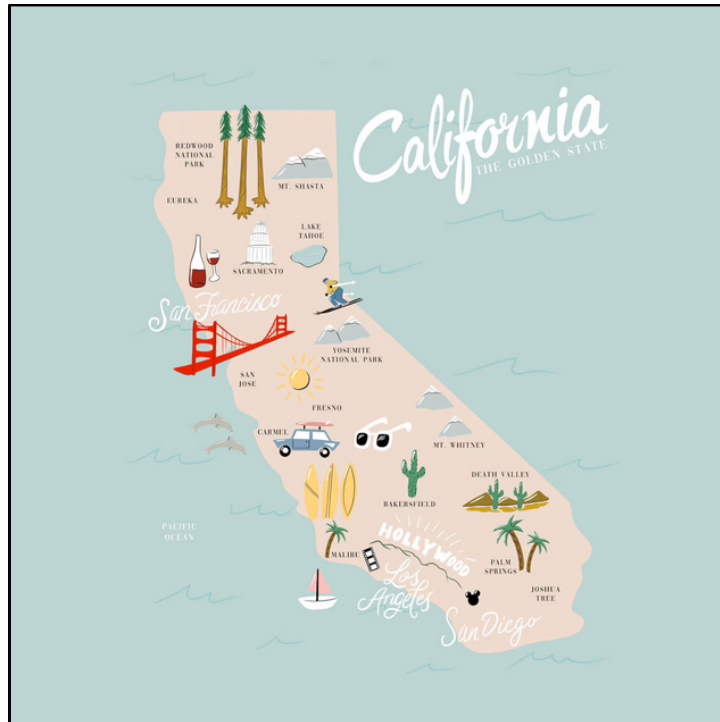 California
THE GOLDEN STATE
REDWOOD
NATIONAL
PARK
MT. SHASTA
EUREKA
LAKE
TAHOE
SACRAMENTO
San Francisco
YOSEMITE
NATIONAL PARK
SAN
JOSE
FRESNO
CARMEL
MT. WHITNEY
DEATH VALLEY
BAKERSFIELD
PACIFIC
OCEAN
HOLLYWOOD
MALIBU
PALM
SPRINGS
Los
Angeles
JOSHUA
TREE
San Diego